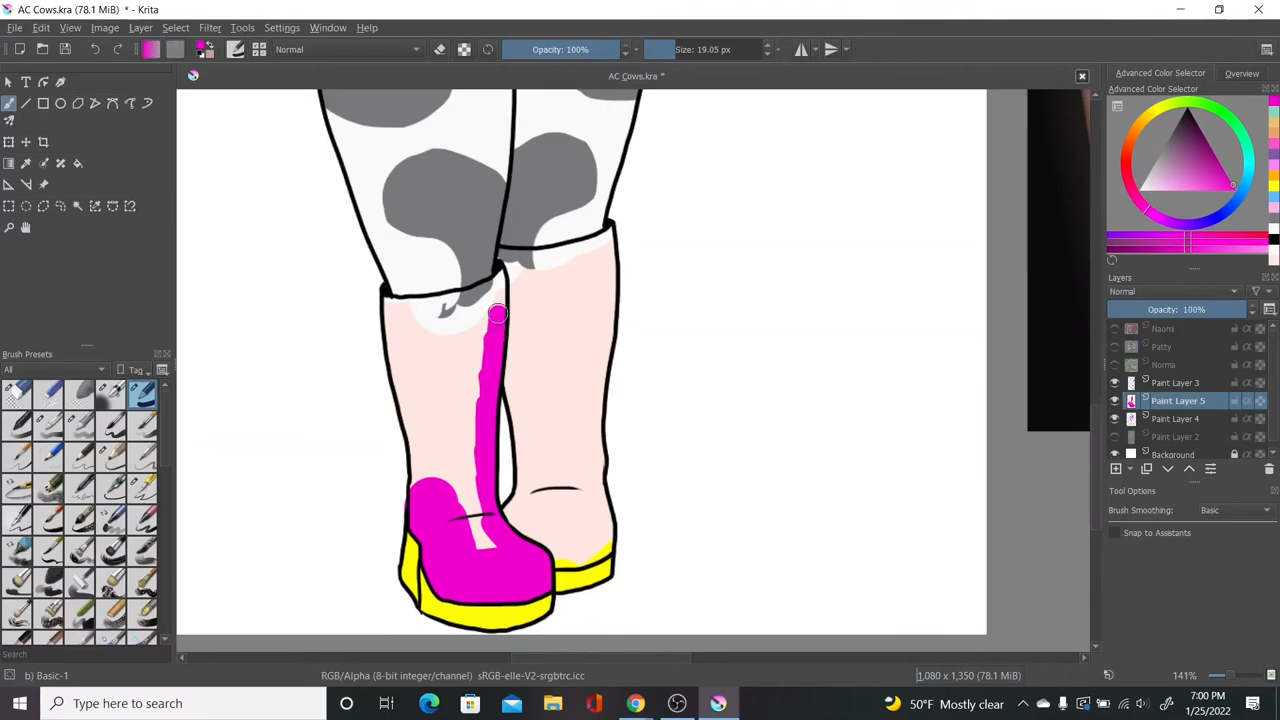 AC Cows.kra (78.1 MiB) * - Krita
File Edit View Image Layer Select Filter Tools Settings Window Help
Normal Opacity: 100% Size: 19.05 px
AC Cows.kra *
Advanced Color Selector Overview
Advanced Color Selector
Layers
Normal
Opacity: 100%
Naomi
Patty
Norma
Paint Layer 3
Paint Layer 5
Paint Layer 4
Paint Layer 2
Background
Tool Options
Brush Smoothing: Basic
Snap to Assistants
Brush Presets
All Tag
Search
b) Basic-1 RGB/Alpha (8-bit integer/channel) sRGB-elle-V2-srgbtrc.icc 1,080 x 1,350 (78.1 MiB) 141%
Type here to search 50°F Mostly clear 7:00 PM
1/25/2022